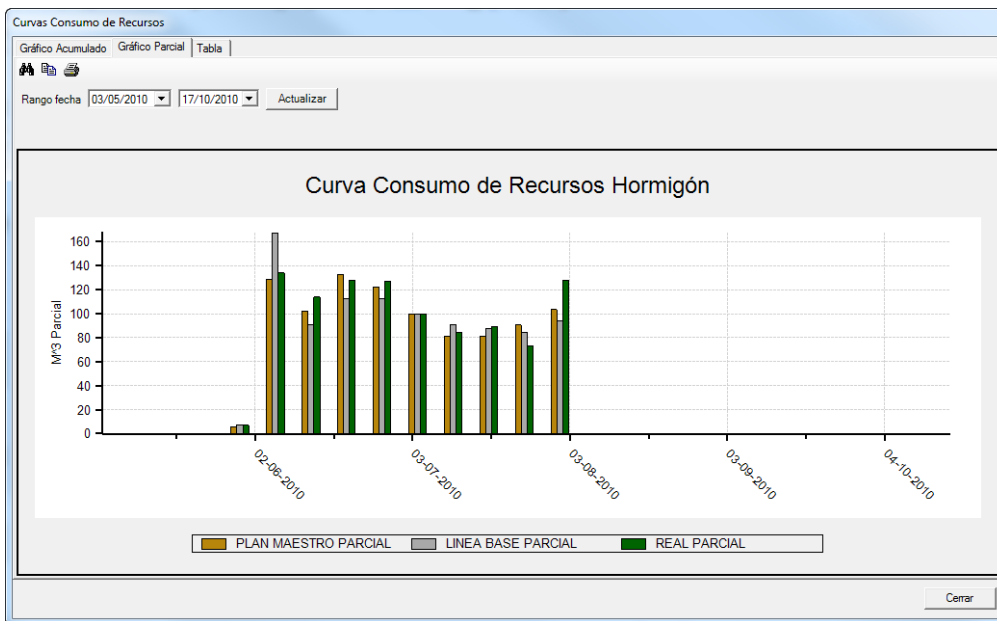 Curvas Consumo de Recursos
Gráfico Acumulado Gráfico Parcial Tabla
Rango fecha 03/05/2010 17/10/2010 Actualizar
Curva Consumo de Recursos Hormigón
M^3 Parcial
160
140
120
100
80
60
40
20
0
02-06-2010 03-07-2010 03-08-2010 03-09-2010 04-10-2010
PLAN MAESTRO PARCIAL LINEA BASE PARCIAL REAL PARCIAL
Cerrar